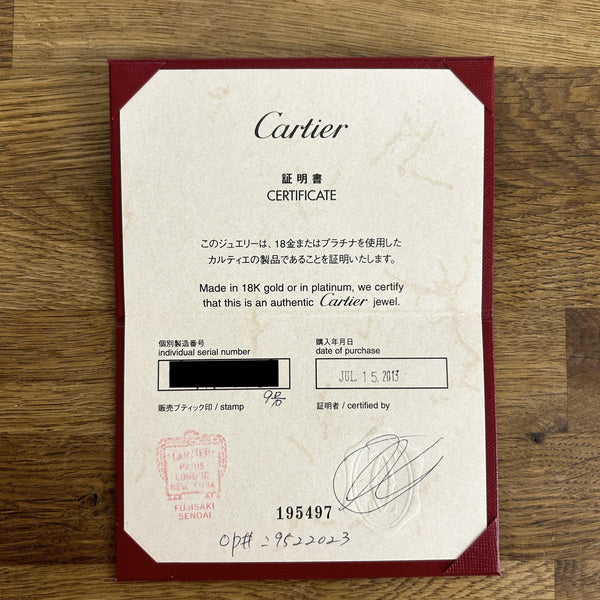 Cartier
証明書
CERTIFICATE
このジュエリーは、18金またはプラチナを使用した
カルティエの製品であることを証明いたします。
Made in 18K gold or in platinum, we certify
that this is an authentic Cartier jewel.
個別製造番号
individual serial number
購入年月日
date of purchase
JUL 15.2013
販売ブティック印 / stamp
証明者 / certified by
CARTIER
PARIS
LONDRE
NEW YORK
FUJISAKI
SENDAI
195497
OP# : 9522023